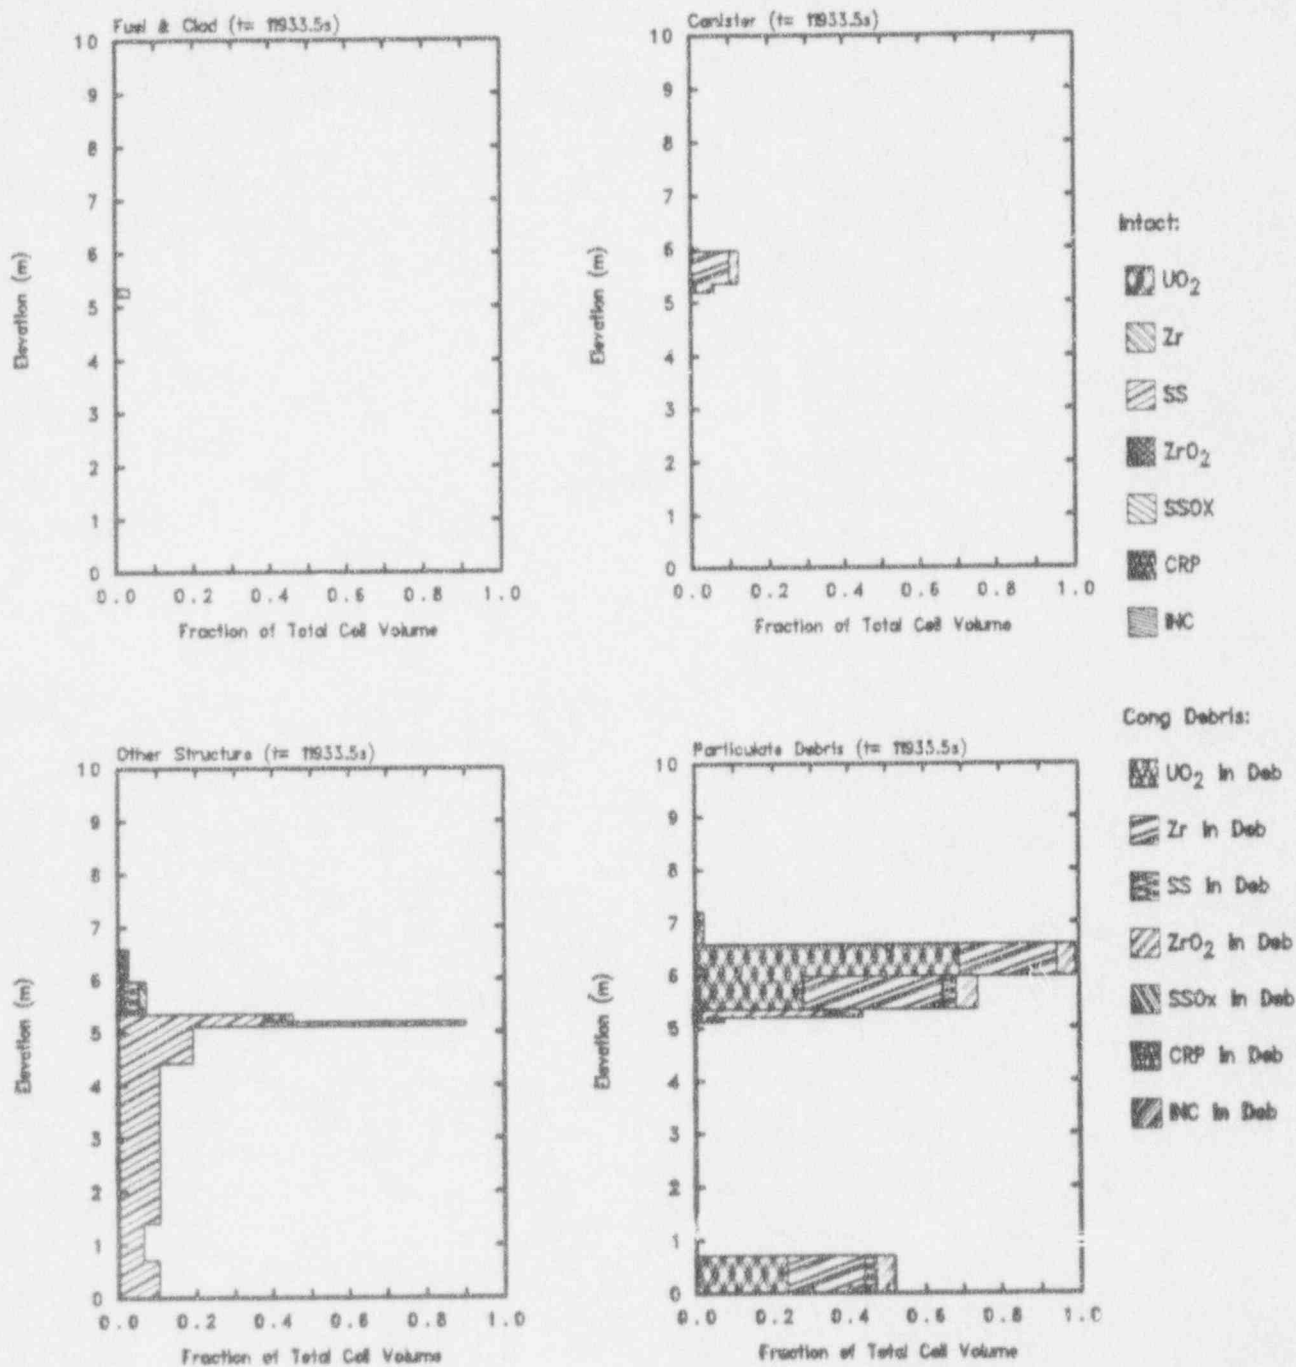 Fuel & Clad (t= 11933.5s)
10
9
8
7
6
5
4
3
2
1
0
Elevation (m)
0.0 0.2 0.4 0.6 0.8 1.0
Fraction of Total Cell Volume
Canister (t= 11933.5s)
10
9
8
7
6
5
4
3
2
1
0
Elevation (m)
0.0 0.2 0.4 0.6 0.8 1.0
Fraction of Total Cell Volume
Intact:
UO2
Zr
SS
ZrO2
SSOX
CRP
INC
Other Structure (t= 11933.5s)
10
9
8
7
6
5
4
3
2
1
0
Elevation (m)
0.0 0.2 0.4 0.6 0.8 1.0
Fraction of Total Cell Volume
Particulate Debris (t= 11933.5s)
10
9
8
7
6
5
4
3
2
1
0
Elevation (m)
0.0 0.2 0.4 0.6 0.8 1.0
Fraction of Total Cell Volume
Cong Debris:
UO2 In Deb
Zr In Deb
SS In Deb
ZrO2 In Deb
SSOx In Deb
CRP In Deb
INC In Deb